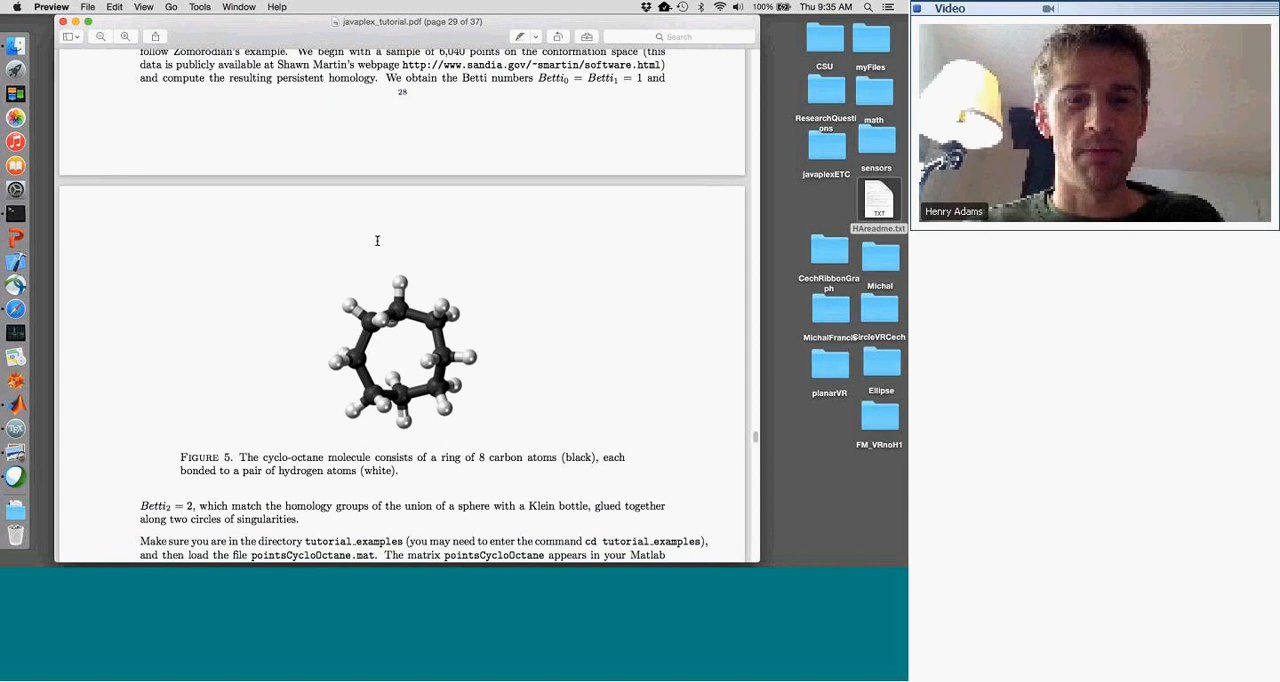 Preview File Edit View Go Tools Window Help
100% Thu 9:35 AM
javaplex_tutorial.pdf (page 29 of 37)
Search
follow Zomorodian's example. We begin with a sample of 6,040 points on the conformation space (this
data is publicly available at Shawn Martin's webpage http://www.sandia.gov/~smartin/software.html)
and compute the resulting persistent homology. We obtain the Betti numbers Betti₀ = Betti₁ = 1 and
28
FIGURE 5. The cyclo-octane molecule consists of a ring of 8 carbon atoms (black), each
bonded to a pair of hydrogen atoms (white).
Betti₂ = 2, which match the homology groups of the union of a sphere with a Klein bottle, glued together
along two circles of singularities.
Make sure you are in the directory tutorial_examples (you may need to enter the command cd tutorial_examples),
and then load the file pointsCycloOctane.mat. The matrix pointsCycloOctane appears in your Matlab
CSU
myFiles
ResearchQuesti
ons
math
javaplexETC
sensors
TXT
HAreadme.txt
CechRibbonGra
ph
Michal
MichalFrancis
CircleVRCech
planarVR
Ellipse
FM_VRnoH1
Video
Henry Adams